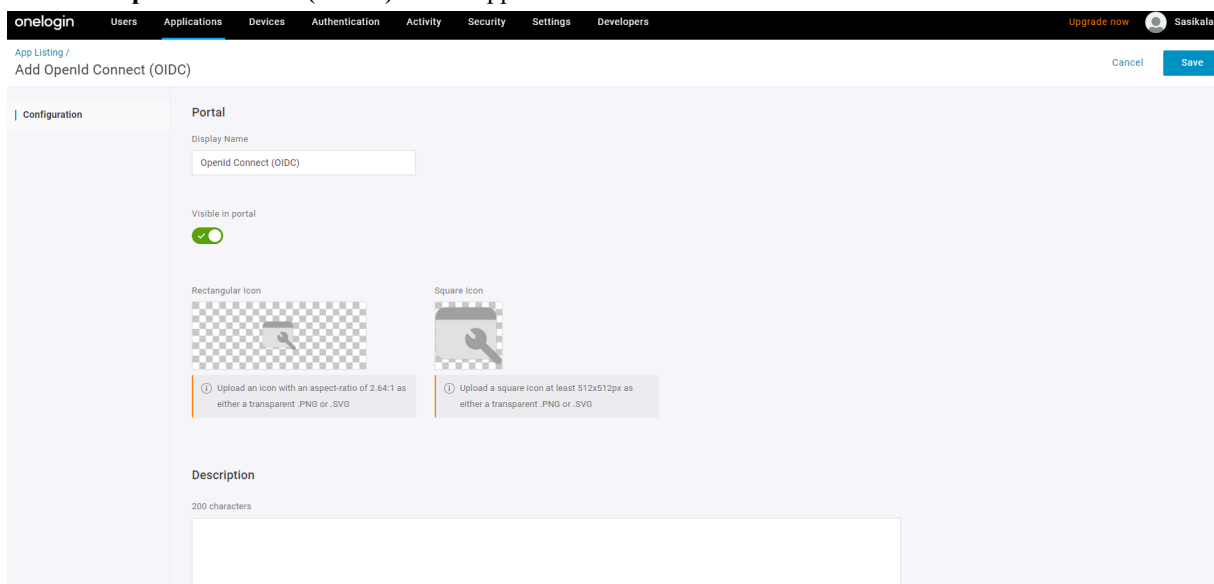 onelogin Users Applications Devices Authentication Activity Security Settings Developers Upgrade now Sasikala
App Listing /
Add OpenId Connect (OIDC)
Cancel Save
Configuration
Portal
Display Name
OpenId Connect (OIDC)
Visible in portal
Rectangular Icon
Square Icon
Upload an icon with an aspect-ratio of 2.64:1 as
either a transparent .PNG or .SVG
Upload a square icon at least 512x512px as
either a transparent .PNG or .SVG
Description
200 characters